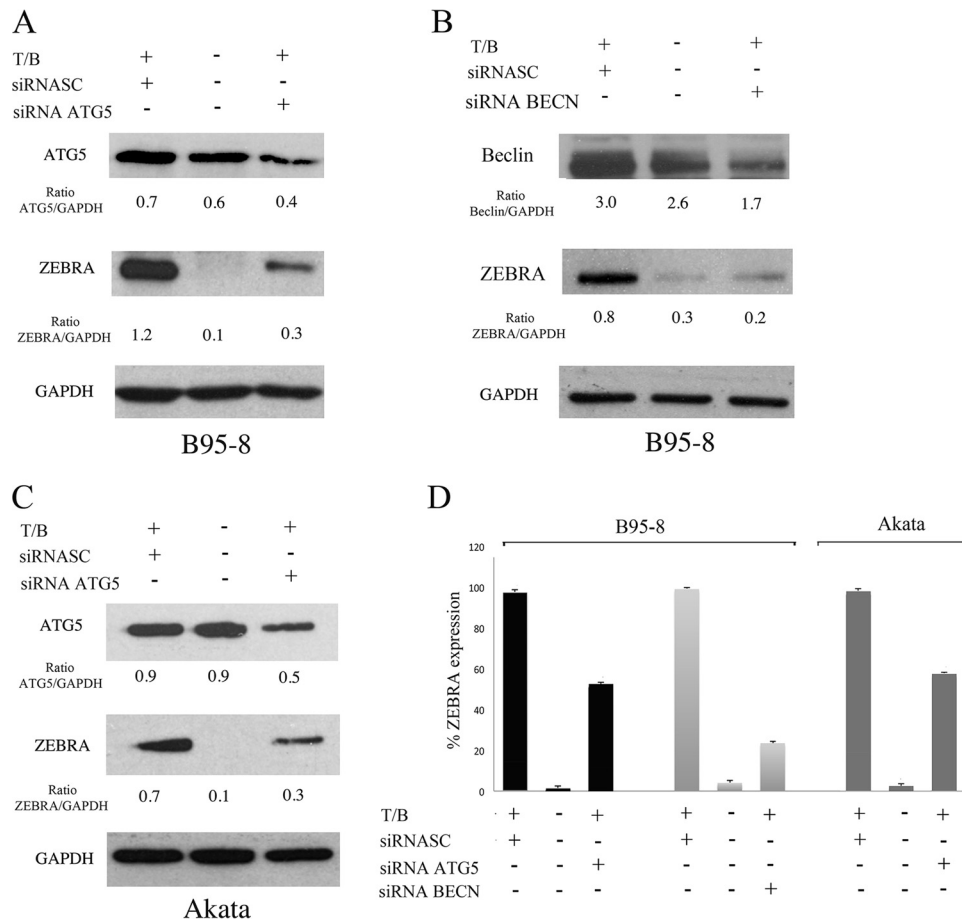 A
T/B + - +
siRNASC + - -
siRNA ATG5 - - +
ATG5
Ratio
ATG5/GAPDH 0.7 0.6 0.4
ZEBRA
Ratio
ZEBRA/GAPDH 1.2 0.1 0.3
GAPDH
B95-8
B
T/B + - +
siRNASC + - -
siRNA BECN - - +
Beclin
Ratio
Beclin/GAPDH 3.0 2.6 1.7
ZEBRA
Ratio
ZEBRA/GAPDH 0.8 0.3 0.2
GAPDH
B95-8
C
T/B + - +
siRNASC + - -
siRNA ATG5 - - +
ATG5
Ratio
ATG5/GAPDH 0.9 0.9 0.5
ZEBRA
Ratio
ZEBRA/GAPDH 0.7 0.1 0.3
GAPDH
Akata
D
B95-8 Akata
% ZEBRA expression
120
100
80
60
40
20
0
T/B + - + + - + + - +
siRNASC + - - + - - + - -
siRNA ATG5 - - + - - - - - +
siRNA BECN - - - - - + - - -